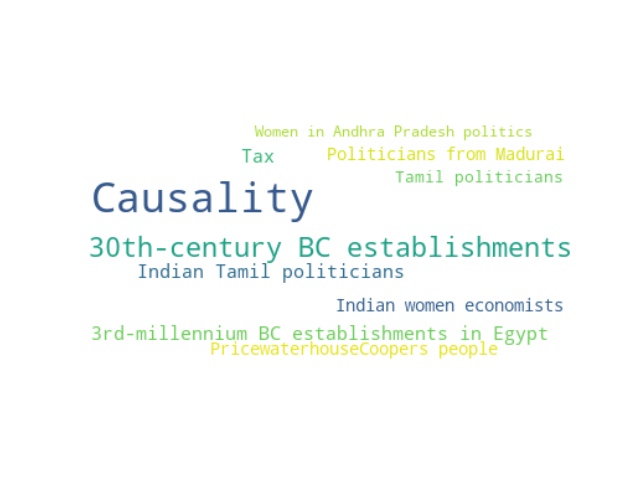 Women in Andhra Pradesh politics
Tax
Politicians from Madurai
Tamil politicians
Causality
30th-century BC establishments
Indian Tamil politicians
Indian women economists
3rd-millennium BC establishments in Egypt
PricewaterhouseCoopers people